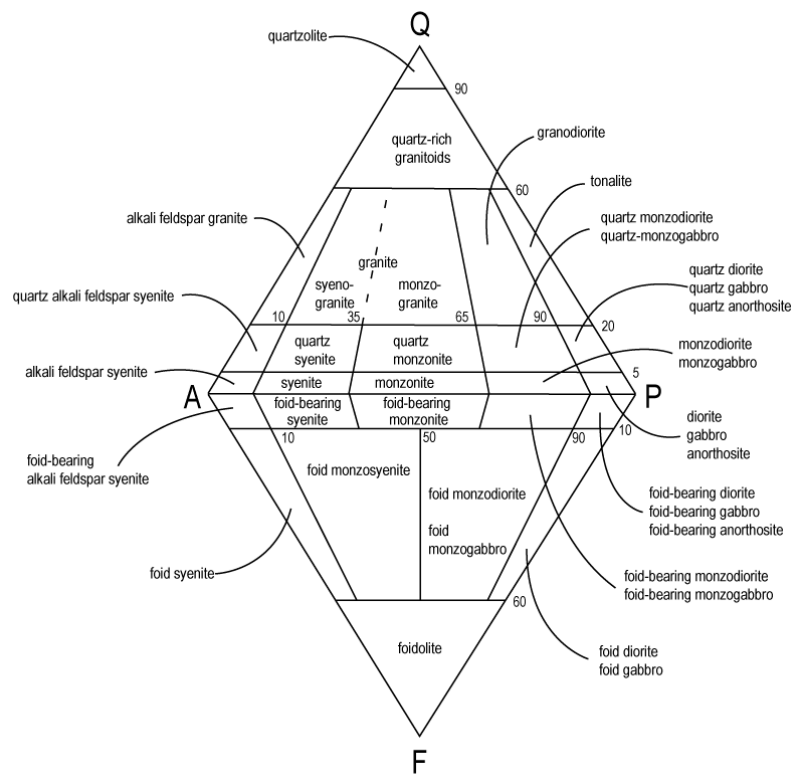 Q
quartzolite
90
quartz-rich
granitoids
granodiorite
60
tonalite
alkali feldspar granite
quartz monzodiorite
quartz-monzogabbro
granite
syeno-
granite
monzo-
granite
quartz diorite
quartz gabbro
quartz anorthosite
quartz alkali feldspar syenite
10
35
65
90
20
quartz
syenite
quartz
monzonite
monzodiorite
monzogabbro
alkali feldspar syenite
5
syenite
monzonite
A
P
foid-bearing
syenite
foid-bearing
monzonite
diorite
gabbro
anorthosite
10
50
90
10
foid-bearing
alkali feldspar syenite
foid monzosyenite
foid monzodiorite
foid
monzogabbro
foid-bearing diorite
foid-bearing gabbro
foid-bearing anorthosite
foid syenite
foid-bearing monzodiorite
foid-bearing monzogabbro
60
foidolite
foid diorite
foid gabbro
F